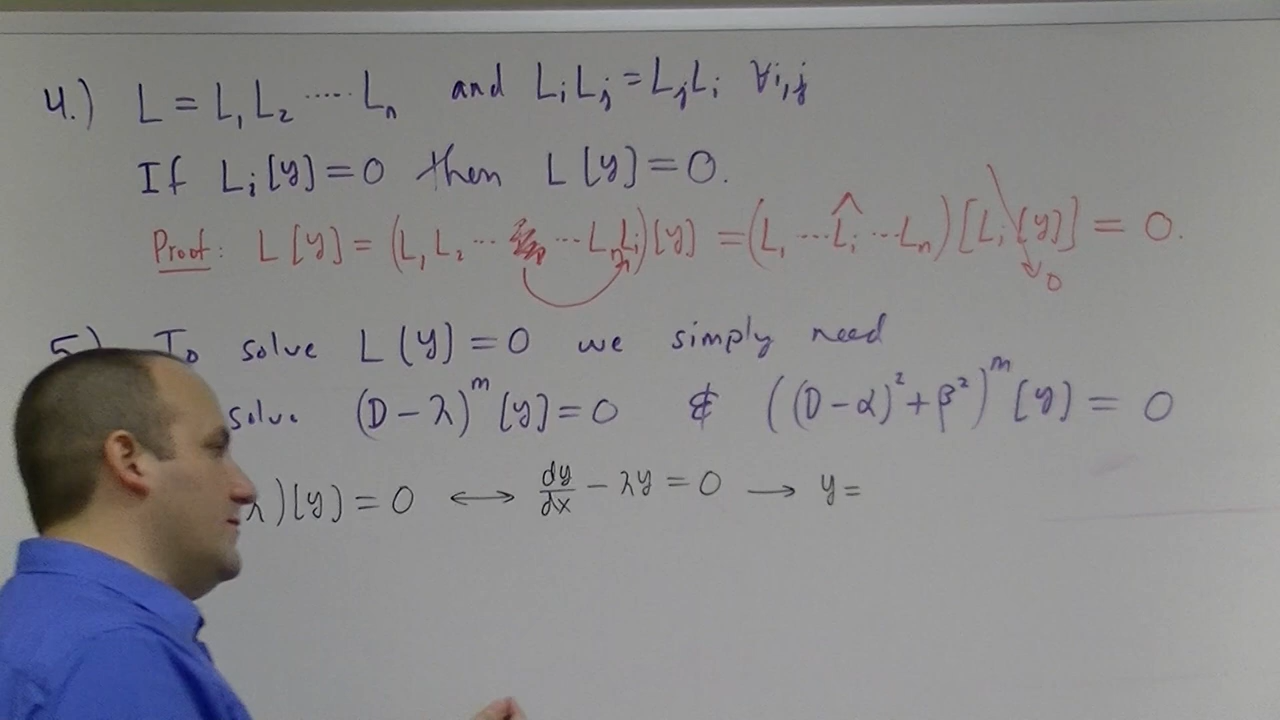 4.) L = L₁L₂ ⋯⋯ Lₙ and LᵢLⱼ = LⱼLᵢ ∀i,j
If Lᵢ[y] = 0 then L[y] = 0.
Proof: L[y] = (L₁L₂ ⋯ ⋯ LₙLᵢ)[y] = (L₁ ⋯ L̂ᵢ ⋯ Lₙ)[Lᵢ[y]] = 0.
0
5) To solve L(y) = 0 we simply need
solve (D - λ)ᵐ[y] = 0 & ((D - α)² + β²)ᵐ[y] = 0
λ)[y] = 0 ⟷ dy/dx - λy = 0 → y =